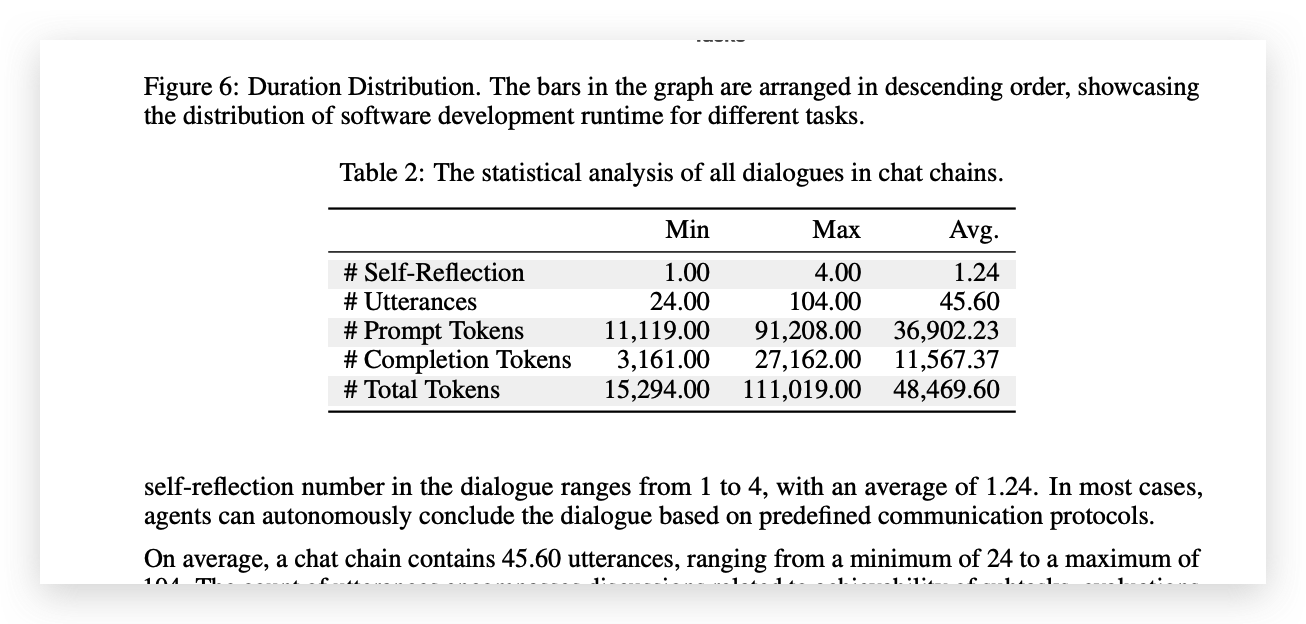 Figure 6: Duration Distribution. The bars in the graph are arranged in descending order, showcasing
the distribution of software development runtime for different tasks.
Table 2: The statistical analysis of all dialogues in chat chains.
Min Max Avg.
# Self-Reflection 1.00 4.00 1.24
# Utterances 24.00 104.00 45.60
# Prompt Tokens 11,119.00 91,208.00 36,902.23
# Completion Tokens 3,161.00 27,162.00 11,567.37
# Total Tokens 15,294.00 111,019.00 48,469.60
self-reflection number in the dialogue ranges from 1 to 4, with an average of 1.24. In most cases,
agents can autonomously conclude the dialogue based on predefined communication protocols.
On average, a chat chain contains 45.60 utterances, ranging from a minimum of 24 to a maximum of